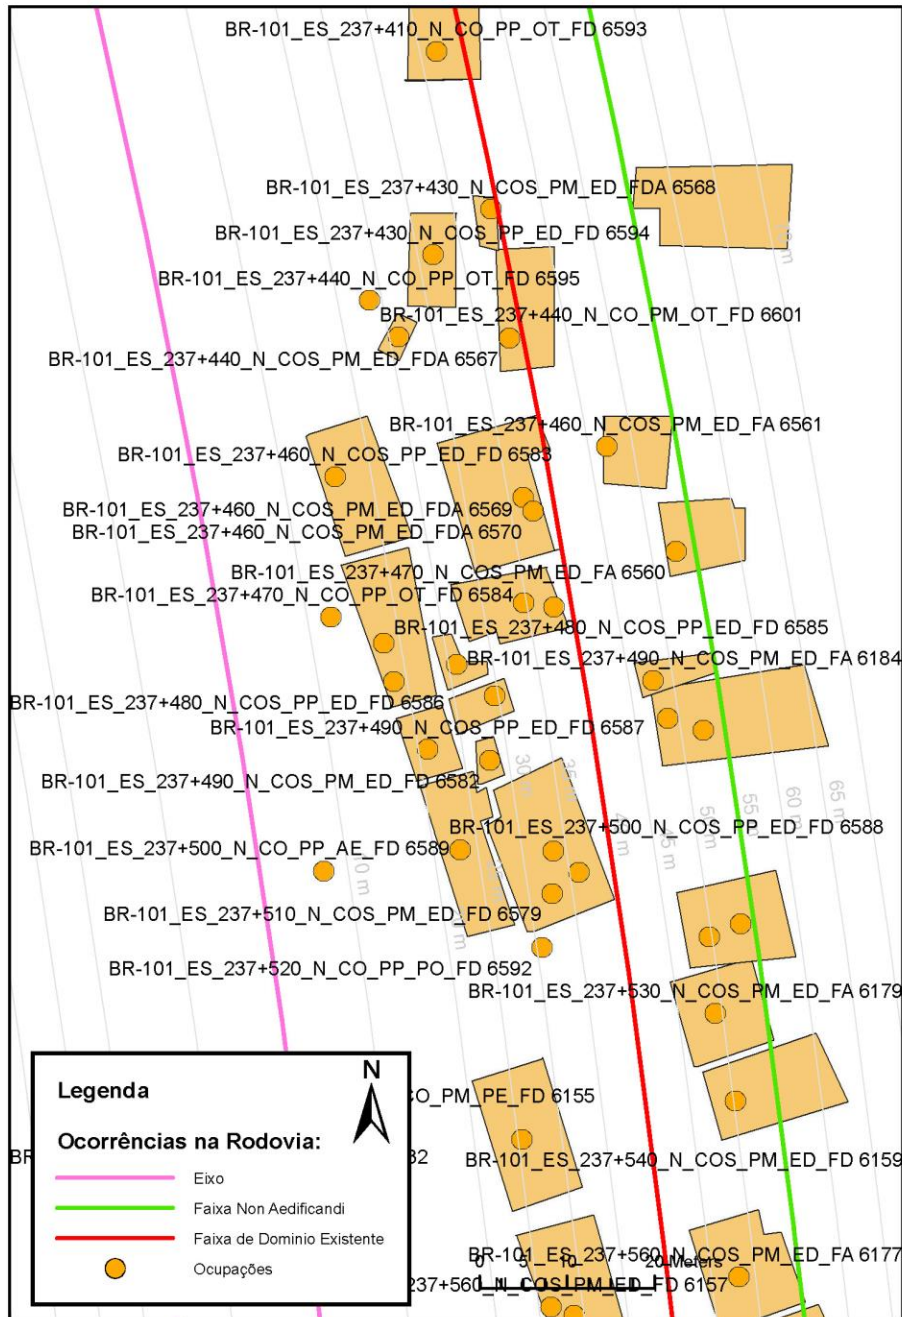 BR-101_ES_237+410_N_CO_PP_OT_FD 6593
BR-101_ES_237+430_N_COS_PM_ED_FDA 6568
BR-101_ES_237+430_N_COS_PP_ED_FD 6594
BR-101_ES_237+440_N_CO_PP_OT_FD 6595
BR-101_ES_237+440_N_CO_PM_OT_FD 6601
BR-101_ES_237+440_N_COS_PM_ED_FDA 6567
BR-101_ES_237+460_N_COS_PM_ED_FA 6561
BR-101_ES_237+460_N_COS_PP_ED_FD 6583
BR-101_ES_237+460_N_COS_PM_ED_FDA 6569
BR-101_ES_237+460_N_COS_PM_ED_FDA 6570
BR-101_ES_237+470_N_COS_PM_ED_FA 6560
BR-101_ES_237+470_N_CO_PP_OT_FD 6584
BR-101_ES_237+480_N_COS_PP_ED_FD 6585
BR-101_ES_237+490_N_COS_PM_ED_FA 6184
BR-101_ES_237+480_N_COS_PP_ED_FD 6586
BR-101_ES_237+490_N_COS_PP_ED_FD 6587
BR-101_ES_237+490_N_COS_PM_ED_FD 6582
30 m
35 m
45 m
50 m
55 m
60 m
65 m
BR-101_ES_237+500_N_COS_PP_ED_FD 6588
BR-101_ES_237+500_N_CO_PP_AE_FD 6589
10 m
BR-101_ES_237+510_N_COS_PM_ED_FD 6579
BR-101_ES_237+520_N_CO_PP_PO_FD 6592
BR-101_ES_237+530_N_COS_PM_ED_FA 6179
CO_PM_PE_FD 6155
BR
32
BR-101_ES_237+540_N_COS_PM_ED_FD 6159
BR-101_ES_237+560_N_COS_PM_ED_FA 6177
0 5 10 20 Meters
237+560_N_COS_PM_ED_FD 6157
N
Legenda
Ocorrências na Rodovia:
Eixo
Faixa Non Aedificandi
Faixa de Dominio Existente
Ocupações